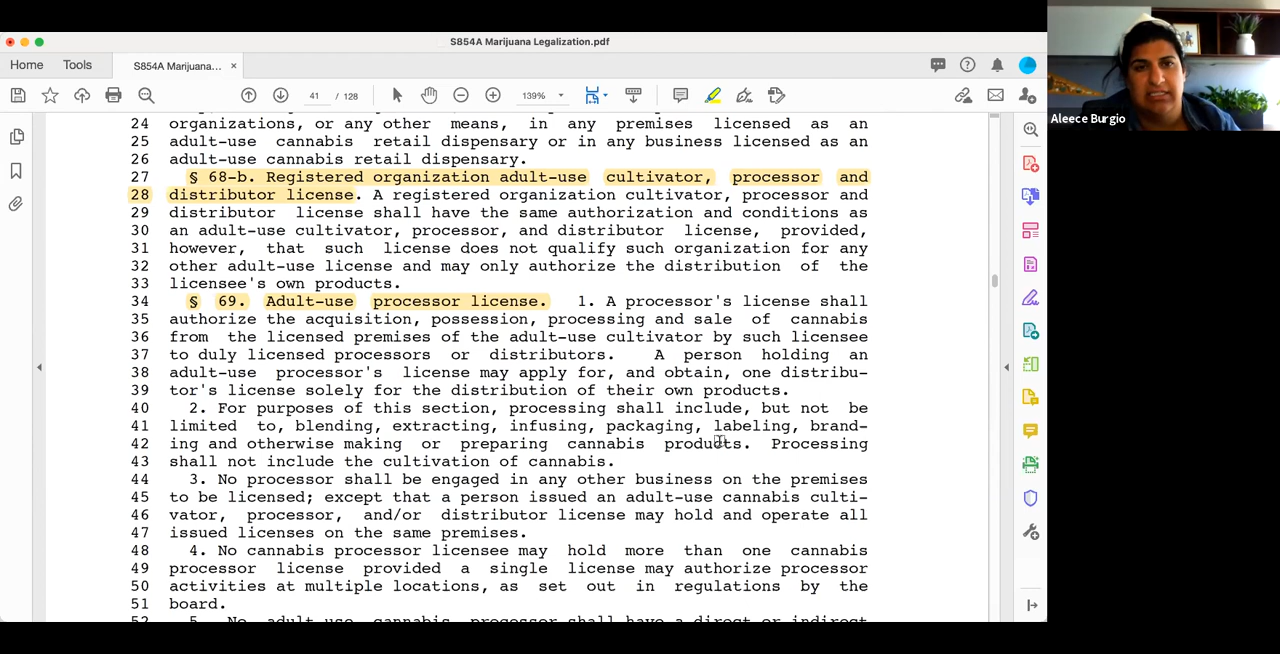 S854A Marijuana Legalization.pdf
Home Tools S854A Marijuana... ×
41 / 128 139%
24 organizations, or any other means, in any premises licensed as an
25 adult-use cannabis retail dispensary or in any business licensed as an
26 adult-use cannabis retail dispensary.
27 § 68-b. Registered organization adult-use cultivator, processor and
28 distributor license. A registered organization cultivator, processor and
29 distributor license shall have the same authorization and conditions as
30 an adult-use cultivator, processor, and distributor license, provided,
31 however, that such license does not qualify such organization for any
32 other adult-use license and may only authorize the distribution of the
33 licensee's own products.
34 § 69. Adult-use processor license. 1. A processor's license shall
35 authorize the acquisition, possession, processing and sale of cannabis
36 from the licensed premises of the adult-use cultivator by such licensee
37 to duly licensed processors or distributors. A person holding an
38 adult-use processor's license may apply for, and obtain, one distribu-
39 tor's license solely for the distribution of their own products.
40 2. For purposes of this section, processing shall include, but not be
41 limited to, blending, extracting, infusing, packaging, labeling, brand-
42 ing and otherwise making or preparing cannabis products. Processing
43 shall not include the cultivation of cannabis.
44 3. No processor shall be engaged in any other business on the premises
45 to be licensed; except that a person issued an adult-use cannabis culti-
46 vator, processor, and/or distributor license may hold and operate all
47 issued licenses on the same premises.
48 4. No cannabis processor licensee may hold more than one cannabis
49 processor license provided a single license may authorize processor
50 activities at multiple locations, as set out in regulations by the
51 board.
52 5. No adult-use cannabis processor shall have a direct or indirect
Aleece Burgio